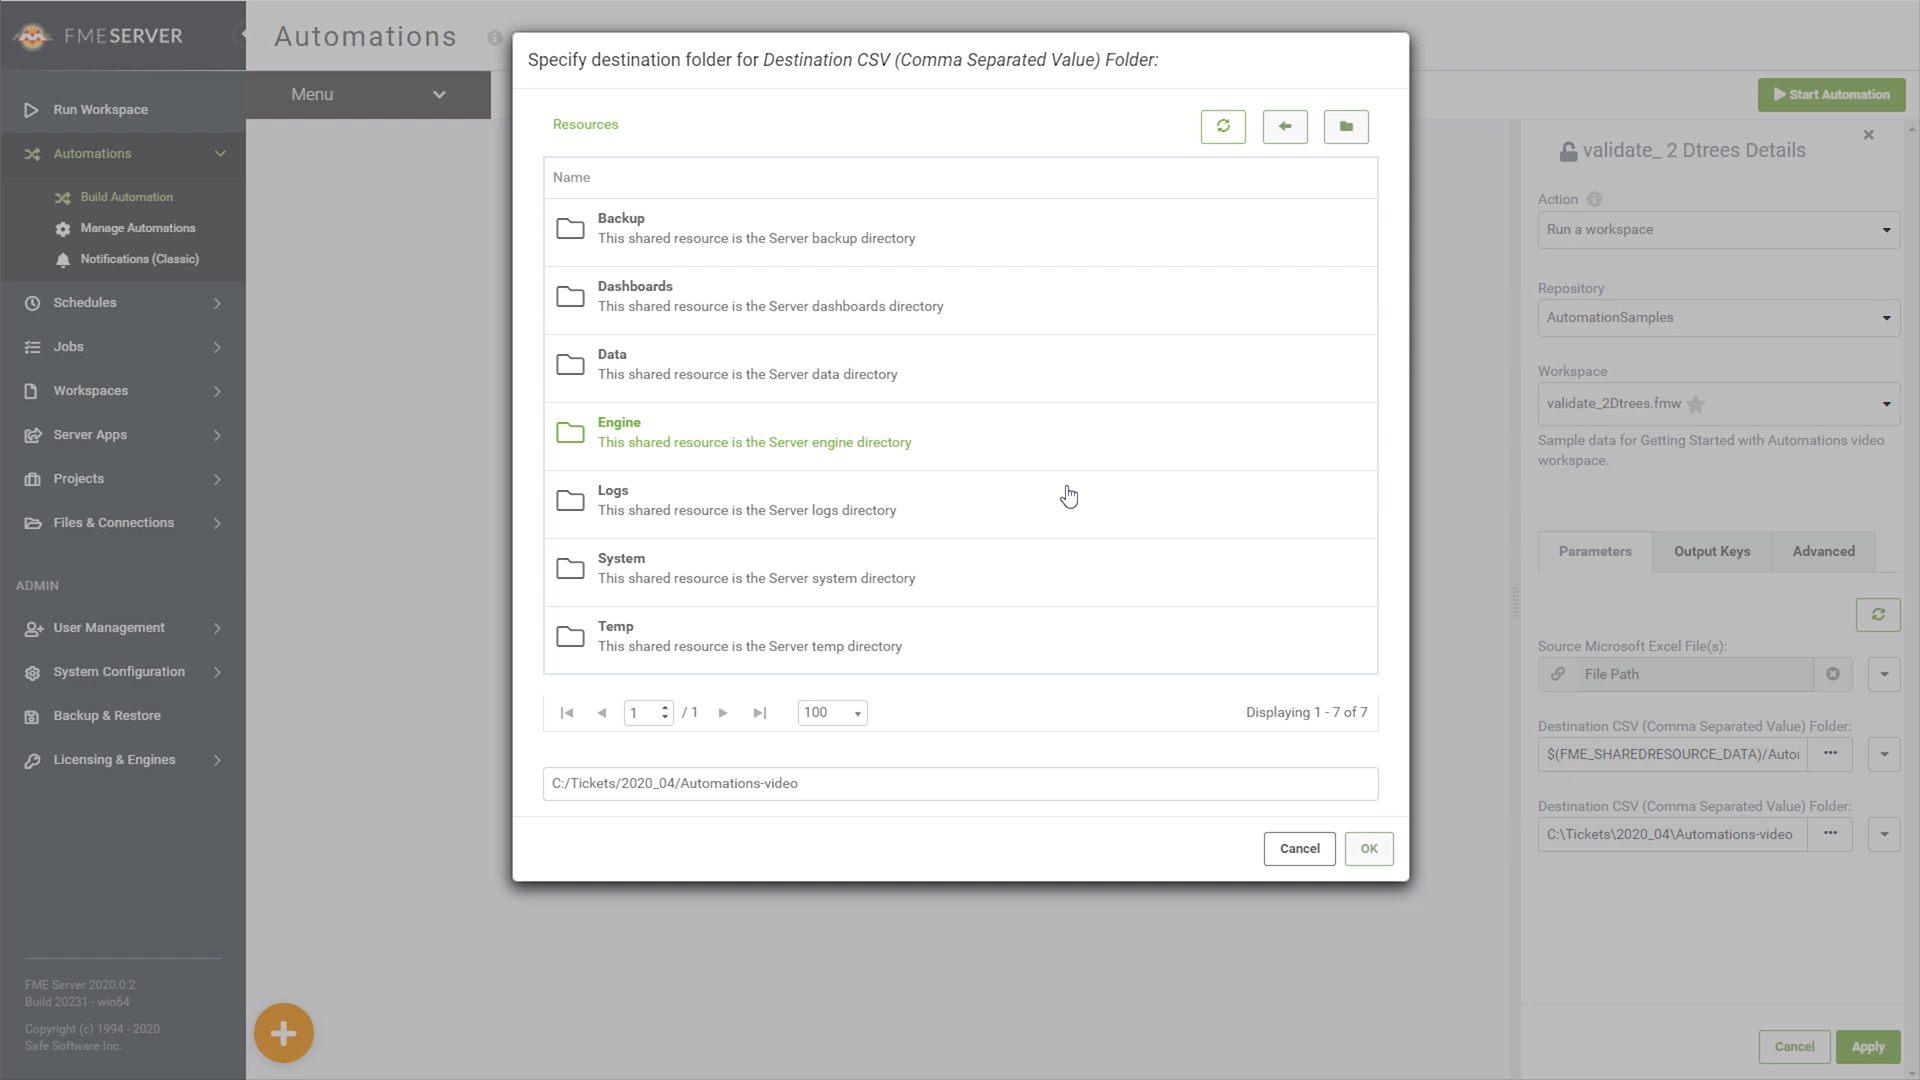 FMESERVER
Automations
Menu
Start Automation
Run Workspace
Automations
Build Automation
Manage Automations
Notifications (Classic)
Schedules
Jobs
Workspaces
Server Apps
Projects
Files & Connections
ADMIN
User Management
System Configuration
Backup & Restore
Licensing & Engines
FME Server 2020.0.2
Build 20231 - win64
Copyright (c) 1994 - 2020
Safe Software Inc.
Specify destination folder for Destination CSV (Comma Separated Value) Folder:
Resources
Name
Backup
This shared resource is the Server backup directory
Dashboards
This shared resource is the Server dashboards directory
Data
This shared resource is the Server data directory
Engine
This shared resource is the Server engine directory
Logs
This shared resource is the Server logs directory
System
This shared resource is the Server system directory
Temp
This shared resource is the Server temp directory
1 / 1 100 Displaying 1 - 7 of 7
C:/Tickets/2020_04/Automations-video
Cancel OK
validate_ 2 Dtrees Details
Action
Run a workspace
Repository
AutomationSamples
Workspace
validate_2Dtrees.fmw
Sample data for Getting Started with Automations video
workspace.
Parameters Output Keys Advanced
Source Microsoft Excel File(s):
File Path
Destination CSV (Comma Separated Value) Folder:
$(FME_SHAREDRESOURCE_DATA)/Autor
Destination CSV (Comma Separated Value) Folder:
C:\Tickets\2020_04\Automations-video
Cancel Apply